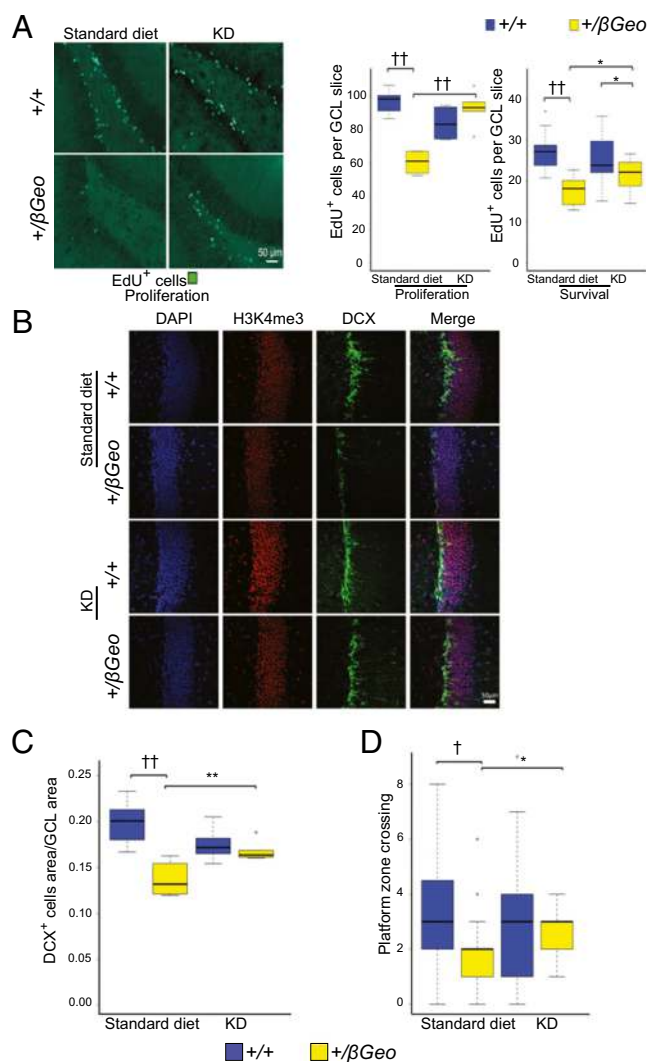 A
Standard diet KD
+/+
+/βGeo
50 μm
EdU+ cells
Proliferation
+/+ +/βGeo
EdU+ cells per GCL slice
100
80
60
40
20
0
††
††
Standard diet KD
Proliferation
EdU+ cells per GCL slice
40
30
20
10
0
††
*
*
Standard diet KD
Survival
B
DAPI H3K4me3 DCX Merge
Standard diet
+/+
+/βGeo
KD
+/+
+/βGeo
10μm
C
DCX+ cells area/GCL area
0.25
0.20
0.15
0.10
0.05
0.00
††
**
Standard diet KD
D
Platform zone crossing
8
6
4
2
0
†
*
Standard diet KD
+/+ +/βGeo